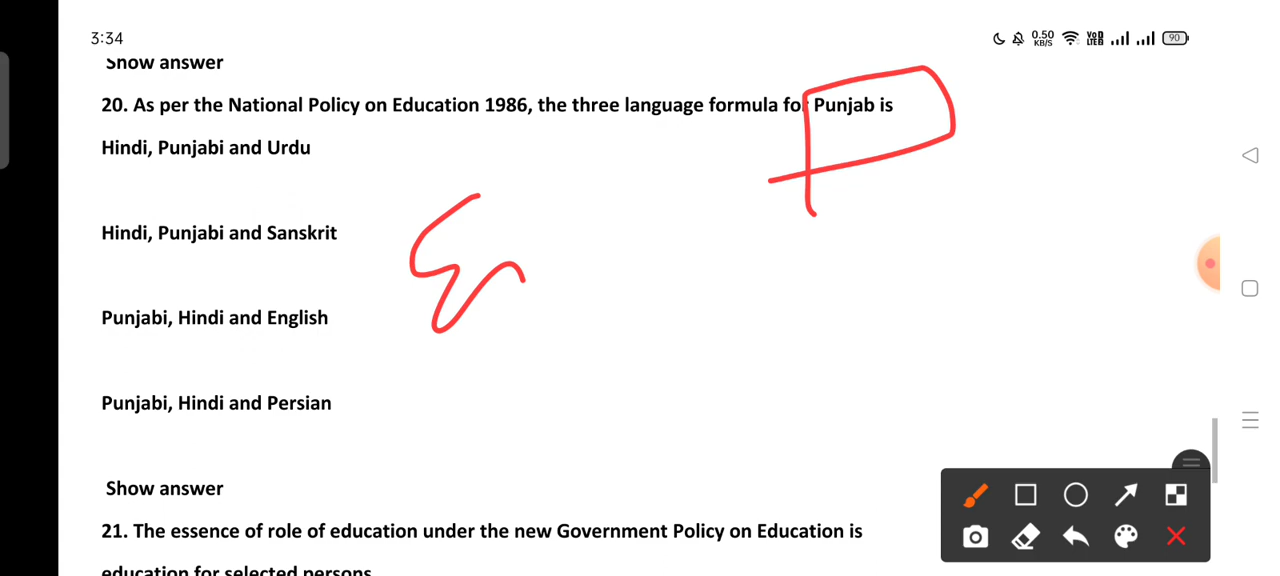 3:34
0.50 KB/S
Vo) LTE
90
Show answer
20. As per the National Policy on Education 1986, the three language formula for Punjab is
Hindi, Punjabi and Urdu
Hindi, Punjabi and Sanskrit
Punjabi, Hindi and English
Punjabi, Hindi and Persian
Show answer
21. The essence of role of education under the new Government Policy on Education is
education for selected persons